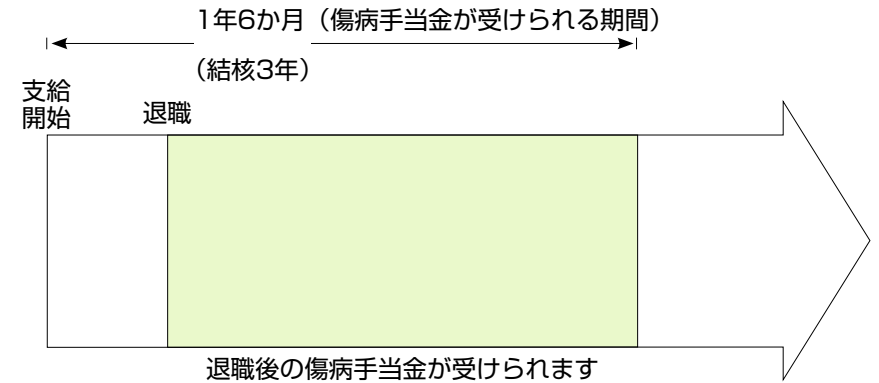 1年6か月（傷病手当金が受けられる期間）
（結核3年）
支給
開始
退職
退職後の傷病手当金が受けられます